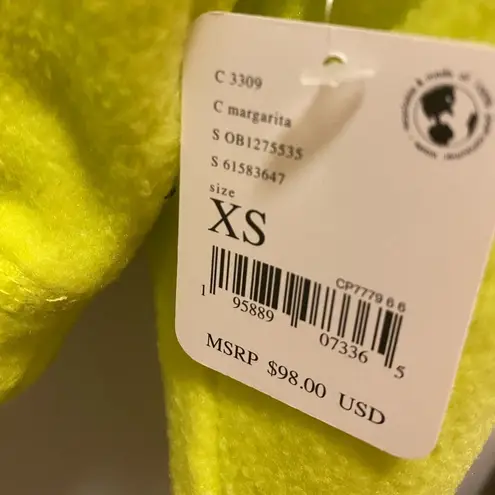 C 3309
C margarita
S OB1275535
S 61583647
size
XS
CP7779 6 6
1 95889 07336 5
MSRP $98.00 USD